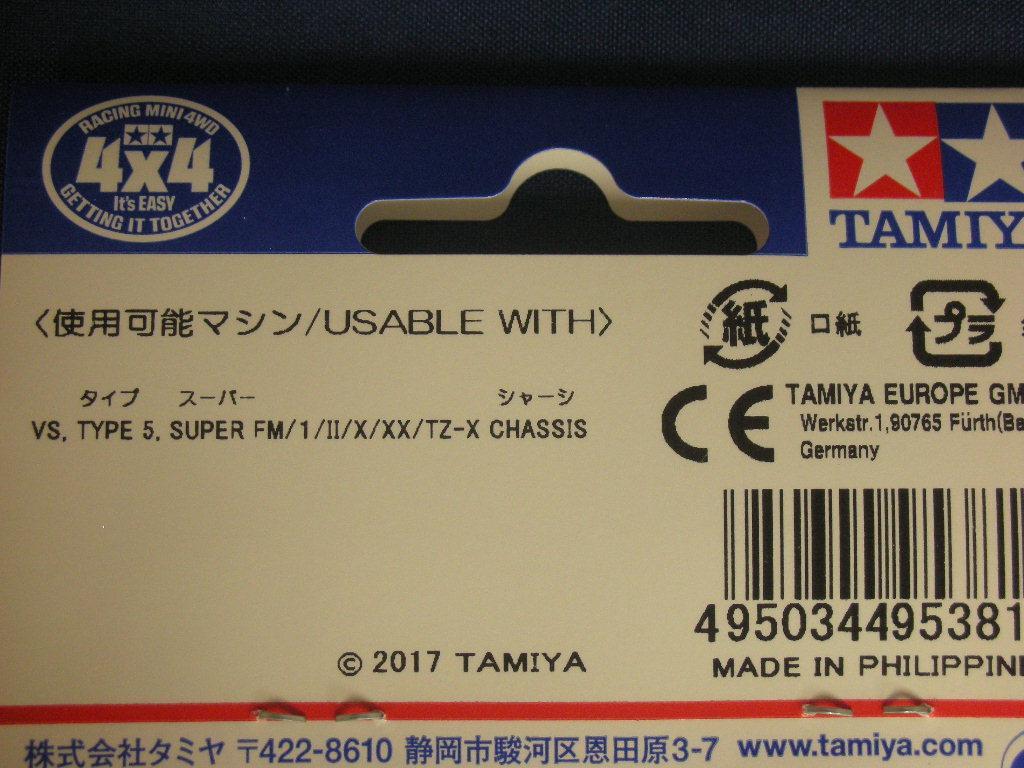 RACING MINI 4WD
4x4
It's EASY
GETTING IT TOGETHER
TAMIY
〈使用可能マシン/USABLE WITH〉
紙
口紙
プラ
タイプ スーパー シャーシ
VS, TYPE 5, SUPER FM/1/II/X/XX/TZ-X CHASSIS
CE
TAMIYA EUROPE GM
Werkstr.1,90765 Fürth(Ba
Germany
495034495381
© 2017 TAMIYA
MADE IN PHILIPPIN
株式会社タミヤ 〒422-8610 静岡市駿河区恩田原3-7 www.tamiya.com